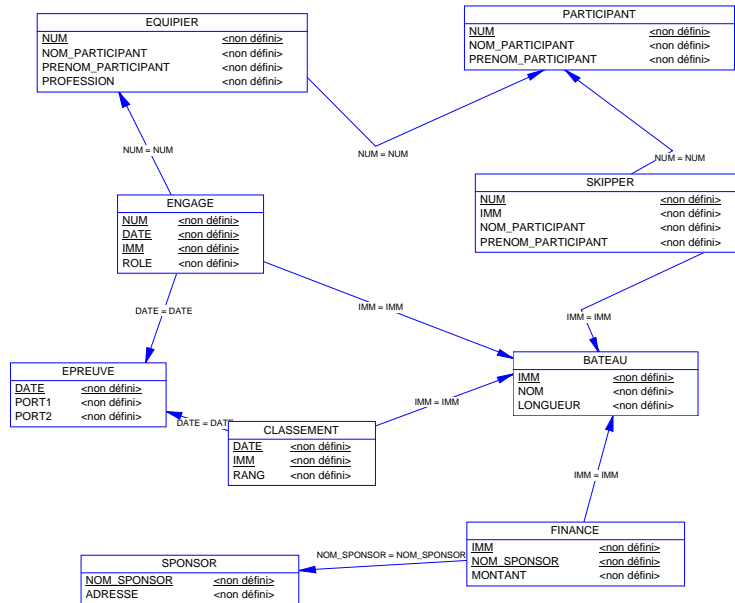 EQUIPIER
NUM <non défini>
NOM_PARTICIPANT <non défini>
PRENOM_PARTICIPANT <non défini>
PROFESSION <non défini>
PARTICIPANT
NUM <non défini>
NOM_PARTICIPANT <non défini>
PRENOM_PARTICIPANT <non défini>
NUM = NUM
NUM = NUM
NUM = NUM
SKIPPER
NUM <non défini>
IMM <non défini>
NOM_PARTICIPANT <non défini>
PRENOM_PARTICIPANT <non défini>
ENGAGE
NUM <non défini>
DATE <non défini>
IMM <non défini>
ROLE <non défini>
DATE = DATE
IMM = IMM
IMM = IMM
EPREUVE
DATE <non défini>
PORT1 <non défini>
PORT2 <non défini>
BATEAU
IMM <non défini>
NOM <non défini>
LONGUEUR <non défini>
DATE = DATE
IMM = IMM
CLASSEMENT
DATE <non défini>
IMM <non défini>
RANG <non défini>
IMM = IMM
FINANCE
IMM <non défini>
NOM_SPONSOR <non défini>
MONTANT <non défini>
NOM_SPONSOR = NOM_SPONSOR
SPONSOR
NOM_SPONSOR <non défini>
ADRESSE <non défini>